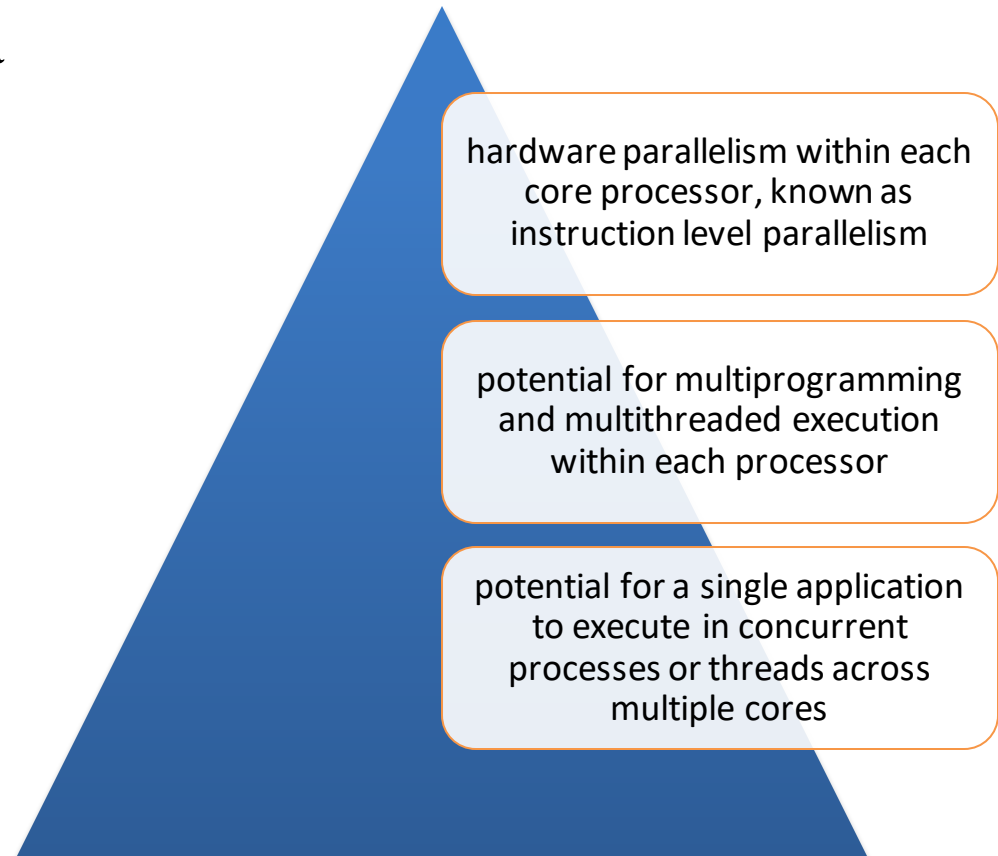 hardware parallelism within each
core processor, known as
instruction level parallelism
potential for multiprogramming
and multithreaded execution
within each processor
potential for a single application
to execute in concurrent
processes or threads across
multiple cores